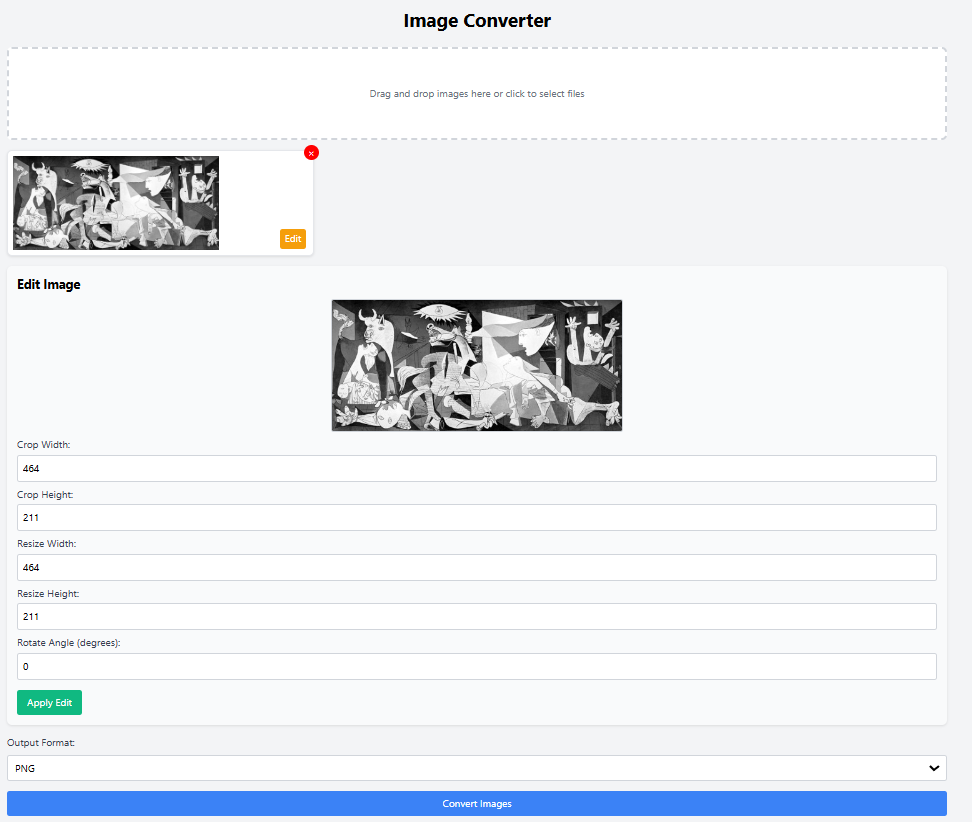 Image Converter
Drag and drop images here or click to select files
×
Edit
Edit Image
Crop Width:
464
Crop Height:
211
Resize Width:
464
Resize Height:
211
Rotate Angle (degrees):
0
Apply Edit
Output Format:
PNG
Convert Images